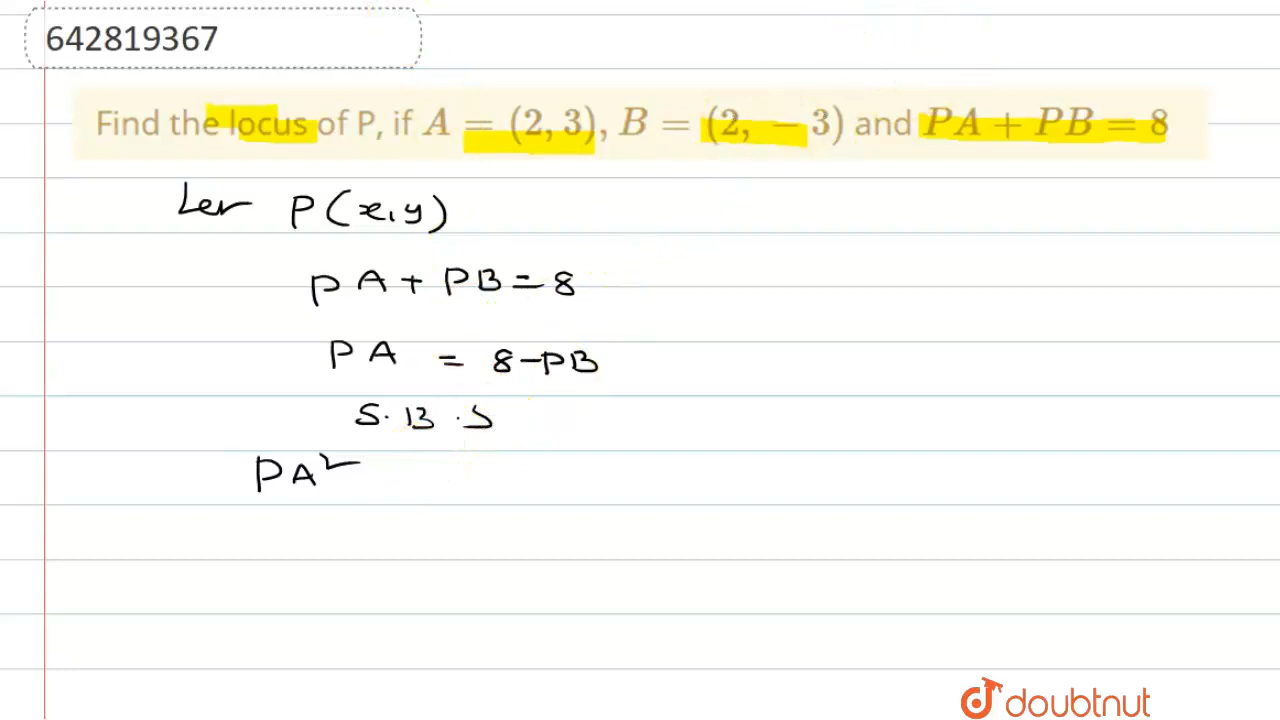 642819367
Find the locus of P, if A = (2, 3), B = (2, − 3) and PA + PB = 8
Let P(x,y)
PA + PB = 8
PA = 8-PB
S.B.S
PA²
doubtnut